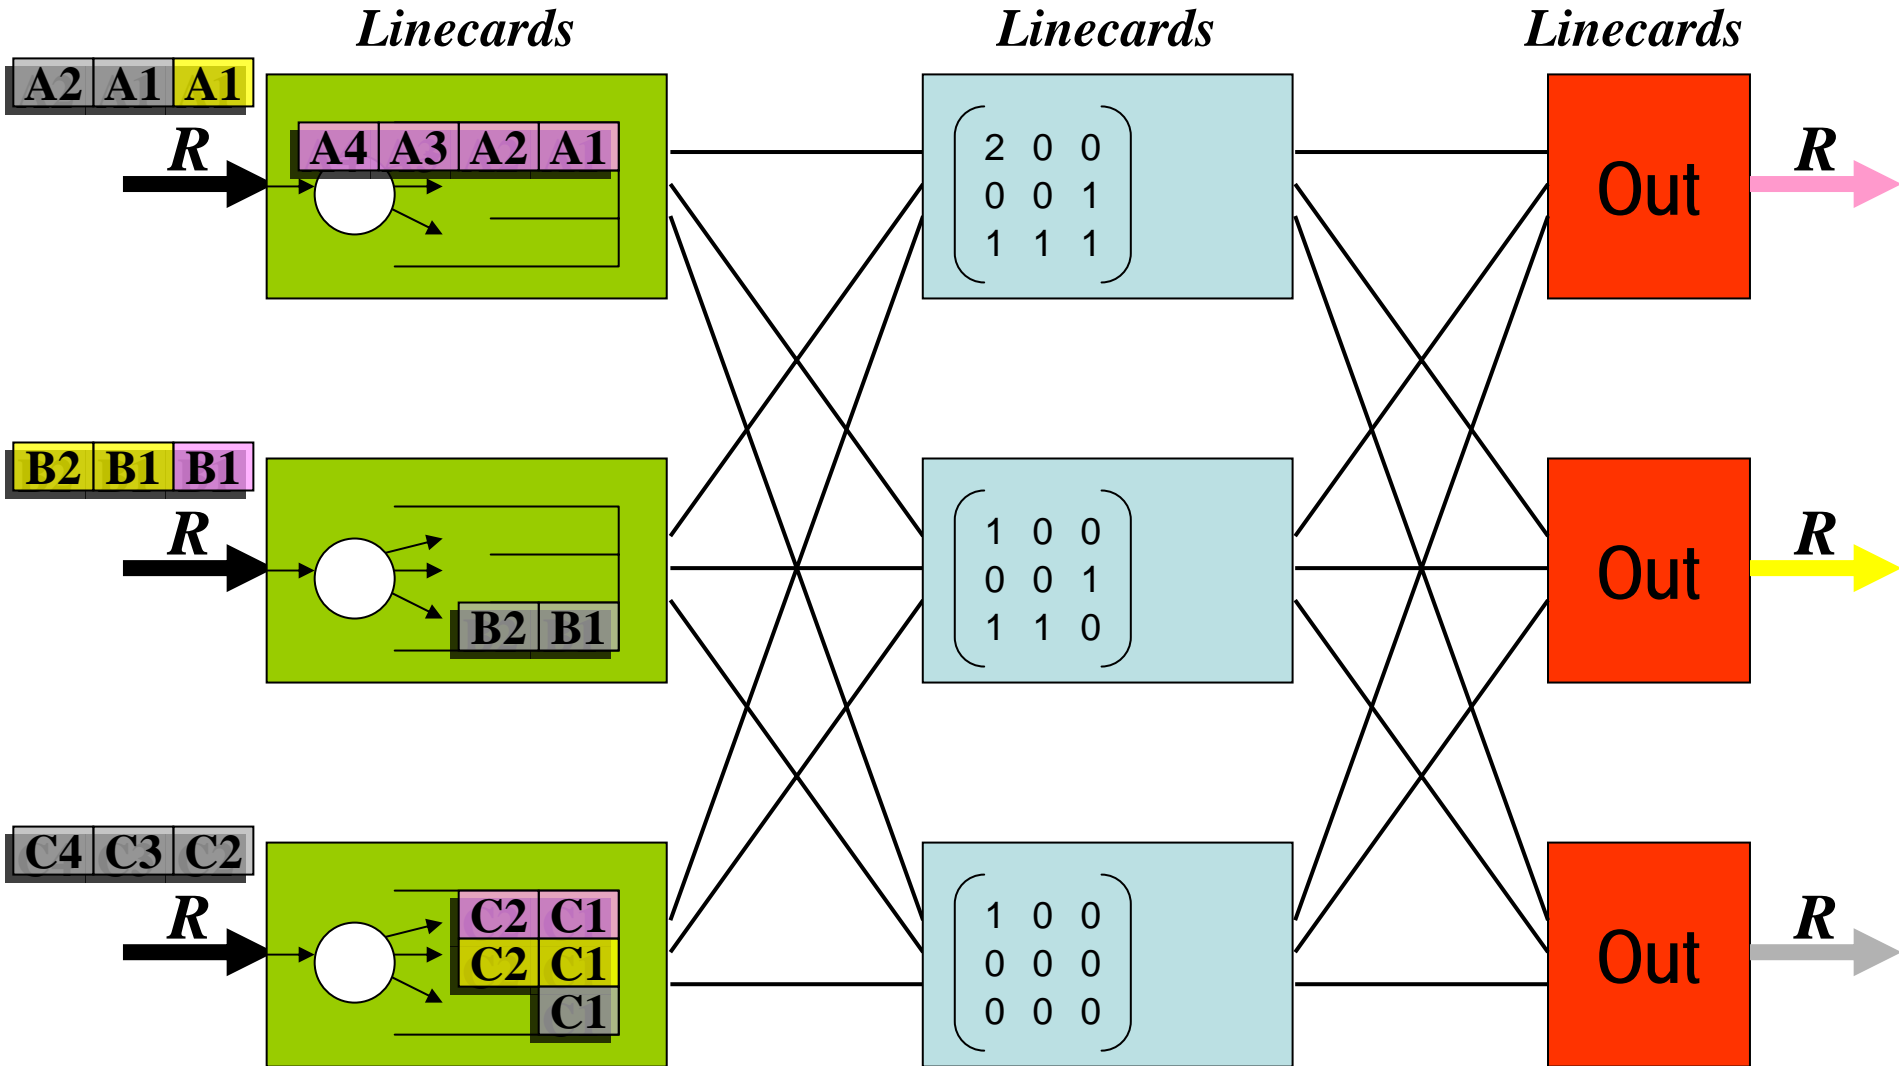 Linecards Linecards Linecards
A2 A1 A1
R
A4 A3 A2 A1
2 0 0
0 0 1
1 1 1
Out
R
B2 B1 B1
R
B2 B1
1 0 0
0 0 1
1 1 0
Out
R
C4 C3 C2
R
C2 C1
C2 C1
C1
1 0 0
0 0 0
0 0 0
Out
R